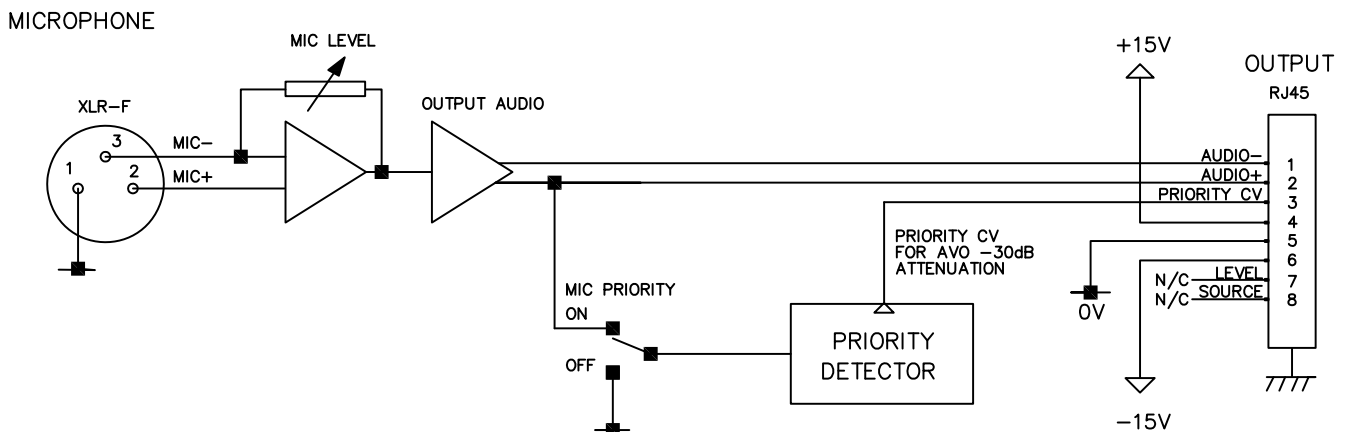 MICROPHONE
MIC LEVEL
XLR-F
3
1
2
MIC-
MIC+
OUTPUT AUDIO
+15V
OUTPUT
RJ45
AUDIO-
1
AUDIO+
2
PRIORITY CV
3
4
5
6
N/C
LEVEL
7
N/C
SOURCE
8
PRIORITY CV
FOR AVO -30dB
ATTENUATION
0V
MIC PRIORITY
ON
OFF
PRIORITY
DETECTOR
-15V